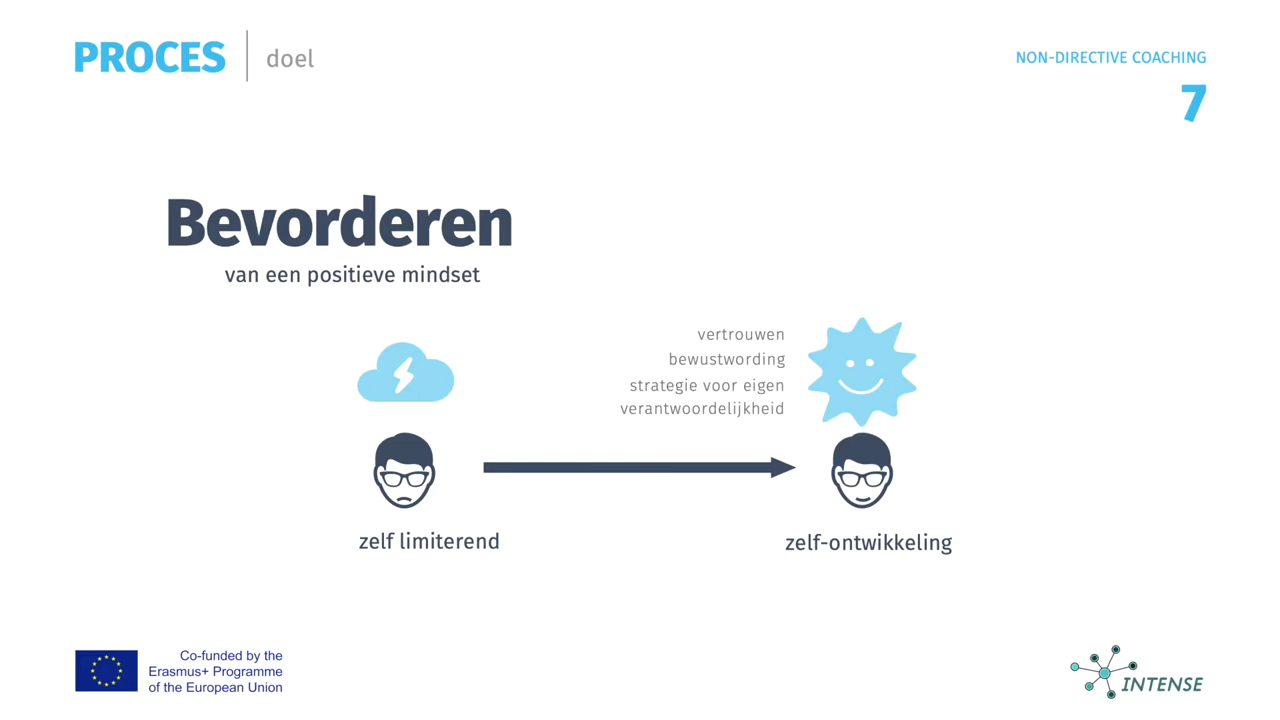 PROCES
doel
NON-DIRECTIVE COACHING
7
Bevorderen
van een positieve mindset
vertrouwen
bewustwording
strategie voor eigen
verantwoordelijkheid
zelf limiterend
zelf-ontwikkeling
Co-funded by the
Erasmus+ Programme
of the European Union
INTENSE